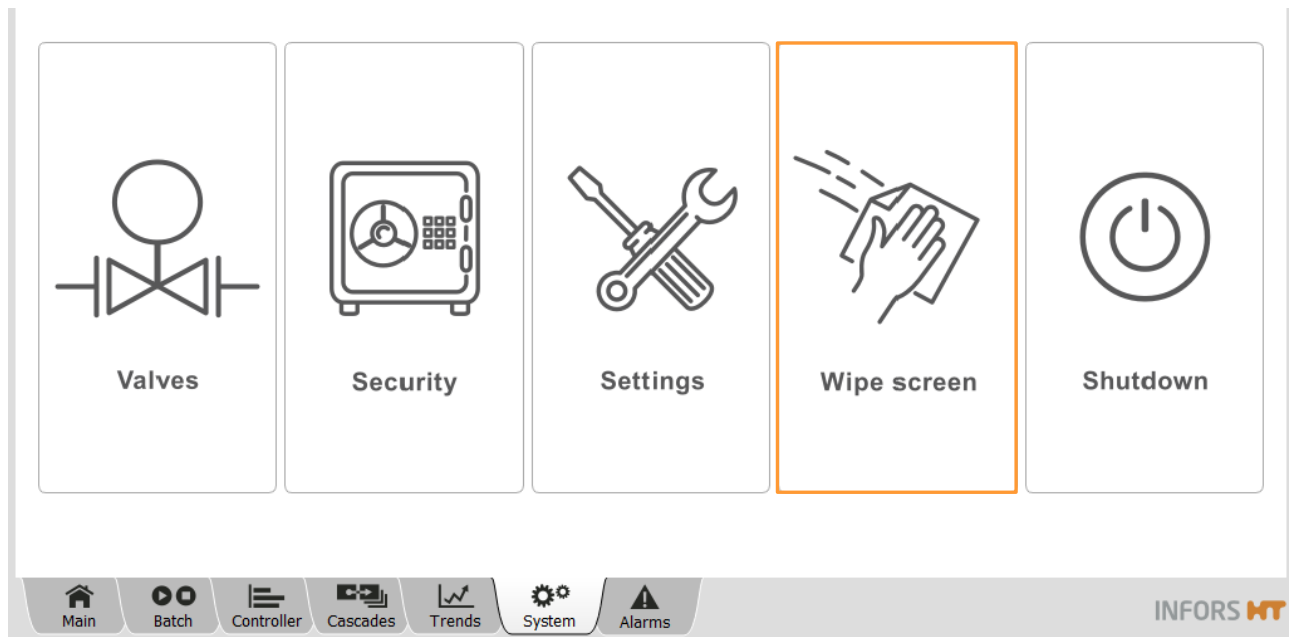 Valves
Security
Settings
Wipe screen
Shutdown
Main
Batch
Controller
Cascades
Trends
System
Alarms
INFORS HT